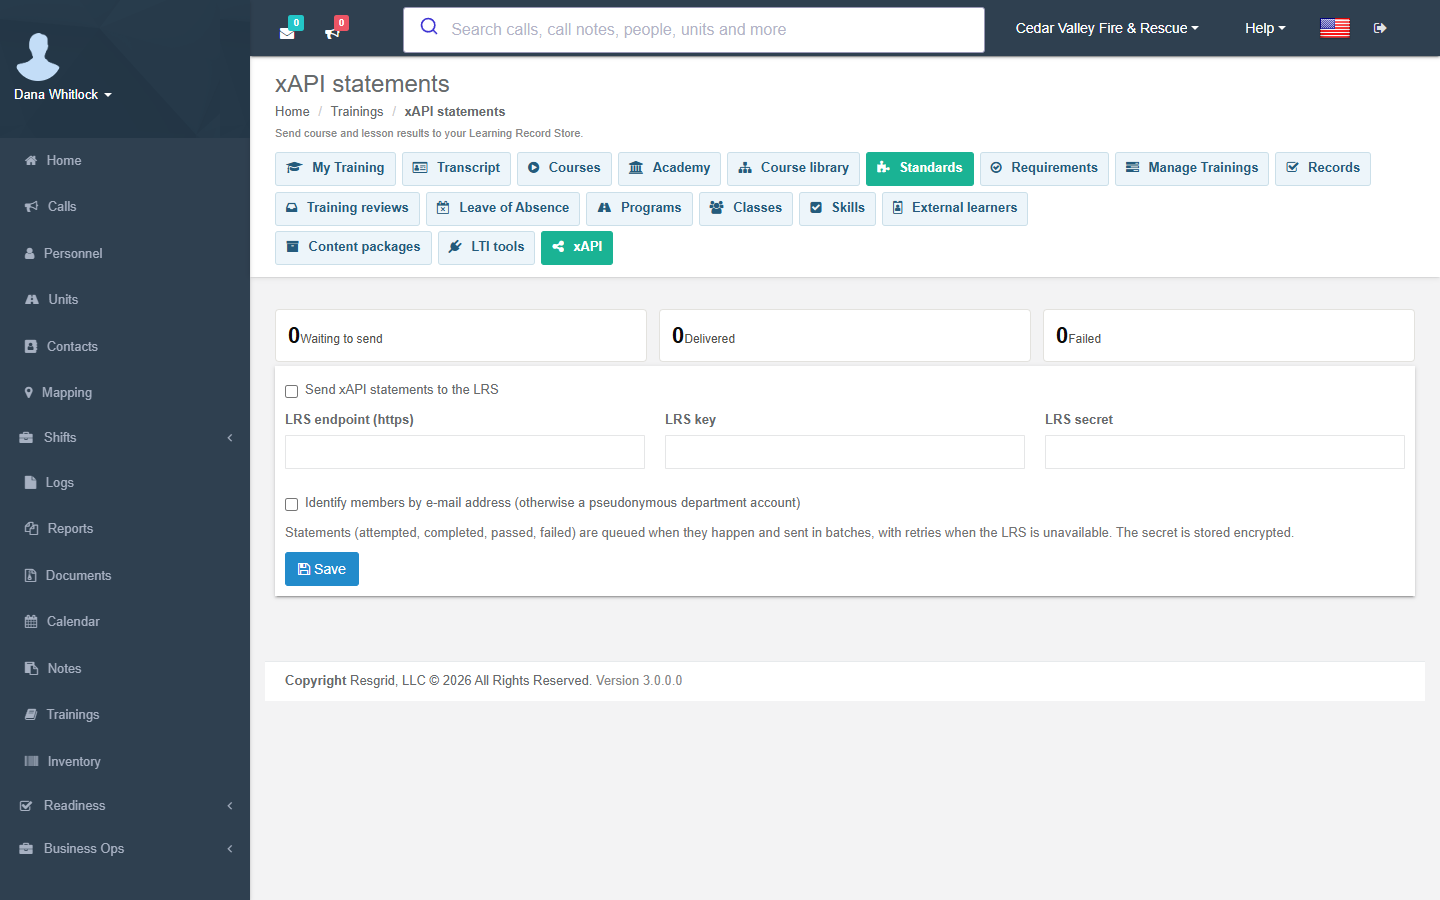 0
0
Search calls, call notes, people, units and more
Cedar Valley Fire & Rescue
Help
Dana Whitlock
Home
Calls
Personnel
Units
Contacts
Mapping
Shifts
Logs
Reports
Documents
Calendar
Notes
Trainings
Inventory
Readiness
Business Ops
xAPI statements
Home / Trainings / xAPI statements
Send course and lesson results to your Learning Record Store.
My Training Transcript Courses Academy Course library Standards Requirements Manage Trainings Records
Training reviews Leave of Absence Programs Classes Skills External learners
Content packages LTI tools xAPI
0 Waiting to send
0 Delivered
0 Failed
Send xAPI statements to the LRS
LRS endpoint (https) LRS key LRS secret
Identify members by e-mail address (otherwise a pseudonymous department account)
Statements (attempted, completed, passed, failed) are queued when they happen and sent in batches, with retries when the LRS is unavailable. The secret is stored encrypted.
Save
Copyright Resgrid, LLC © 2026 All Rights Reserved. Version 3.0.0.0